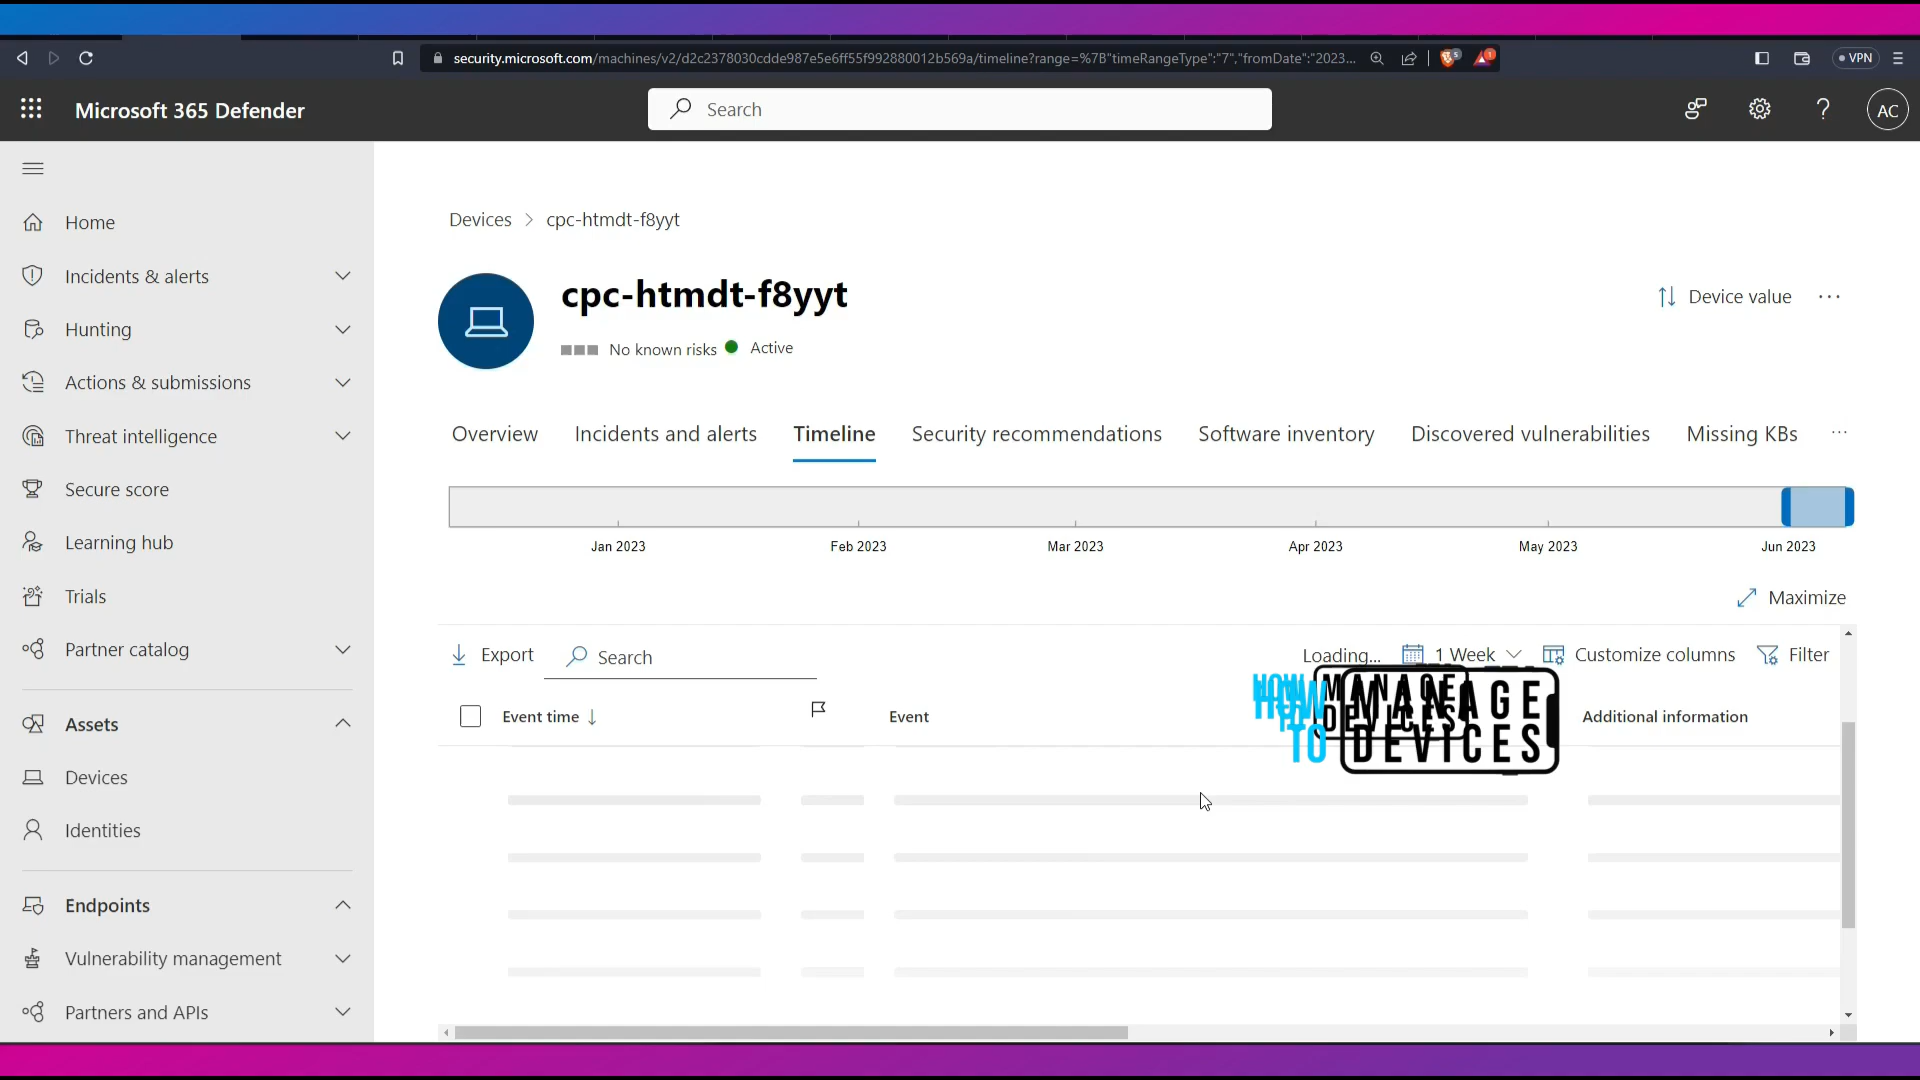 security.microsoft.com/machines/v2/d2c2378030cdde987e5e6ff55f992880012b569a/timeline?range=%7B"timeRangeType":"7","fromDate":"2023...
5
1
VPN
Microsoft 365 Defender
Search
AC
Home
Incidents & alerts
Hunting
Actions & submissions
Threat intelligence
Secure score
Learning hub
Trials
Partner catalog
Assets
Devices
Identities
Endpoints
Vulnerability management
Partners and APIs
Devices > cpc-htmdt-f8yyt
cpc-htmdt-f8yyt
No known risks Active
Device value
Overview Incidents and alerts Timeline Security recommendations Software inventory Discovered vulnerabilities Missing KBs
Jan 2023 Feb 2023 Mar 2023 Apr 2023 May 2023 Jun 2023
Maximize
Export Search Loading... 1 Week Customize columns Filter
Event time Event Additional information
HOW MANAGE
TO DEVICES